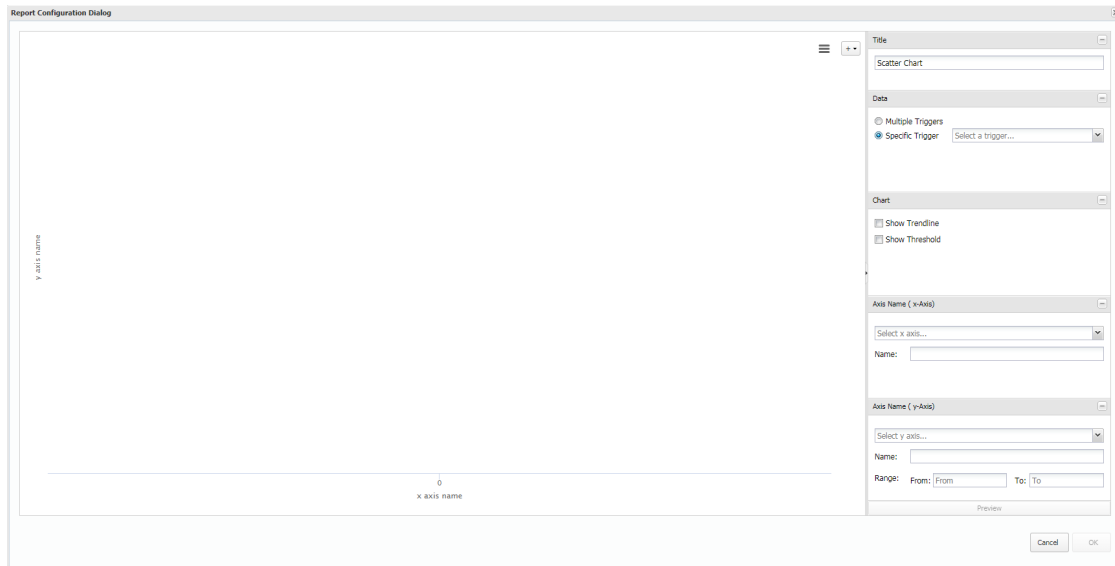 Report Configuration Dialog
Title
Scatter Chart
Data
Multiple Triggers
Specific Trigger Select a trigger...
Chart
Show Trendline
Show Threshold
y axis name
0
x axis name
Axis Name ( x-Axis)
Select x axis...
Name:
Axis Name ( y-Axis)
Select y axis...
Name:
Range: From: From To: To
Preview
Cancel OK